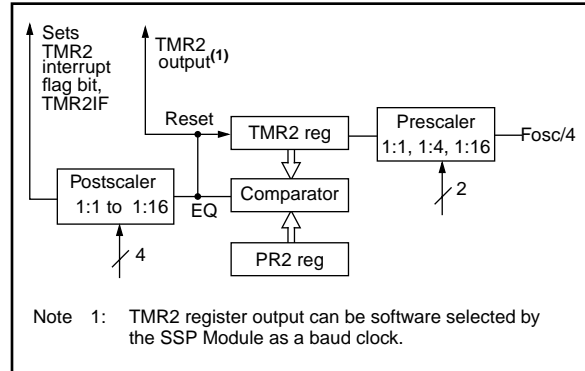 Sets
TMR2
interrupt
flag bit,
TMR2IF
TMR2
output(1)
Reset
TMR2 reg
Prescaler
1:1, 1:4, 1:16
Fosc/4
2
Postscaler
1:1 to 1:16
EQ
Comparator
4
PR2 reg
Note 1: TMR2 register output can be software selected by
the SSP Module as a baud clock.